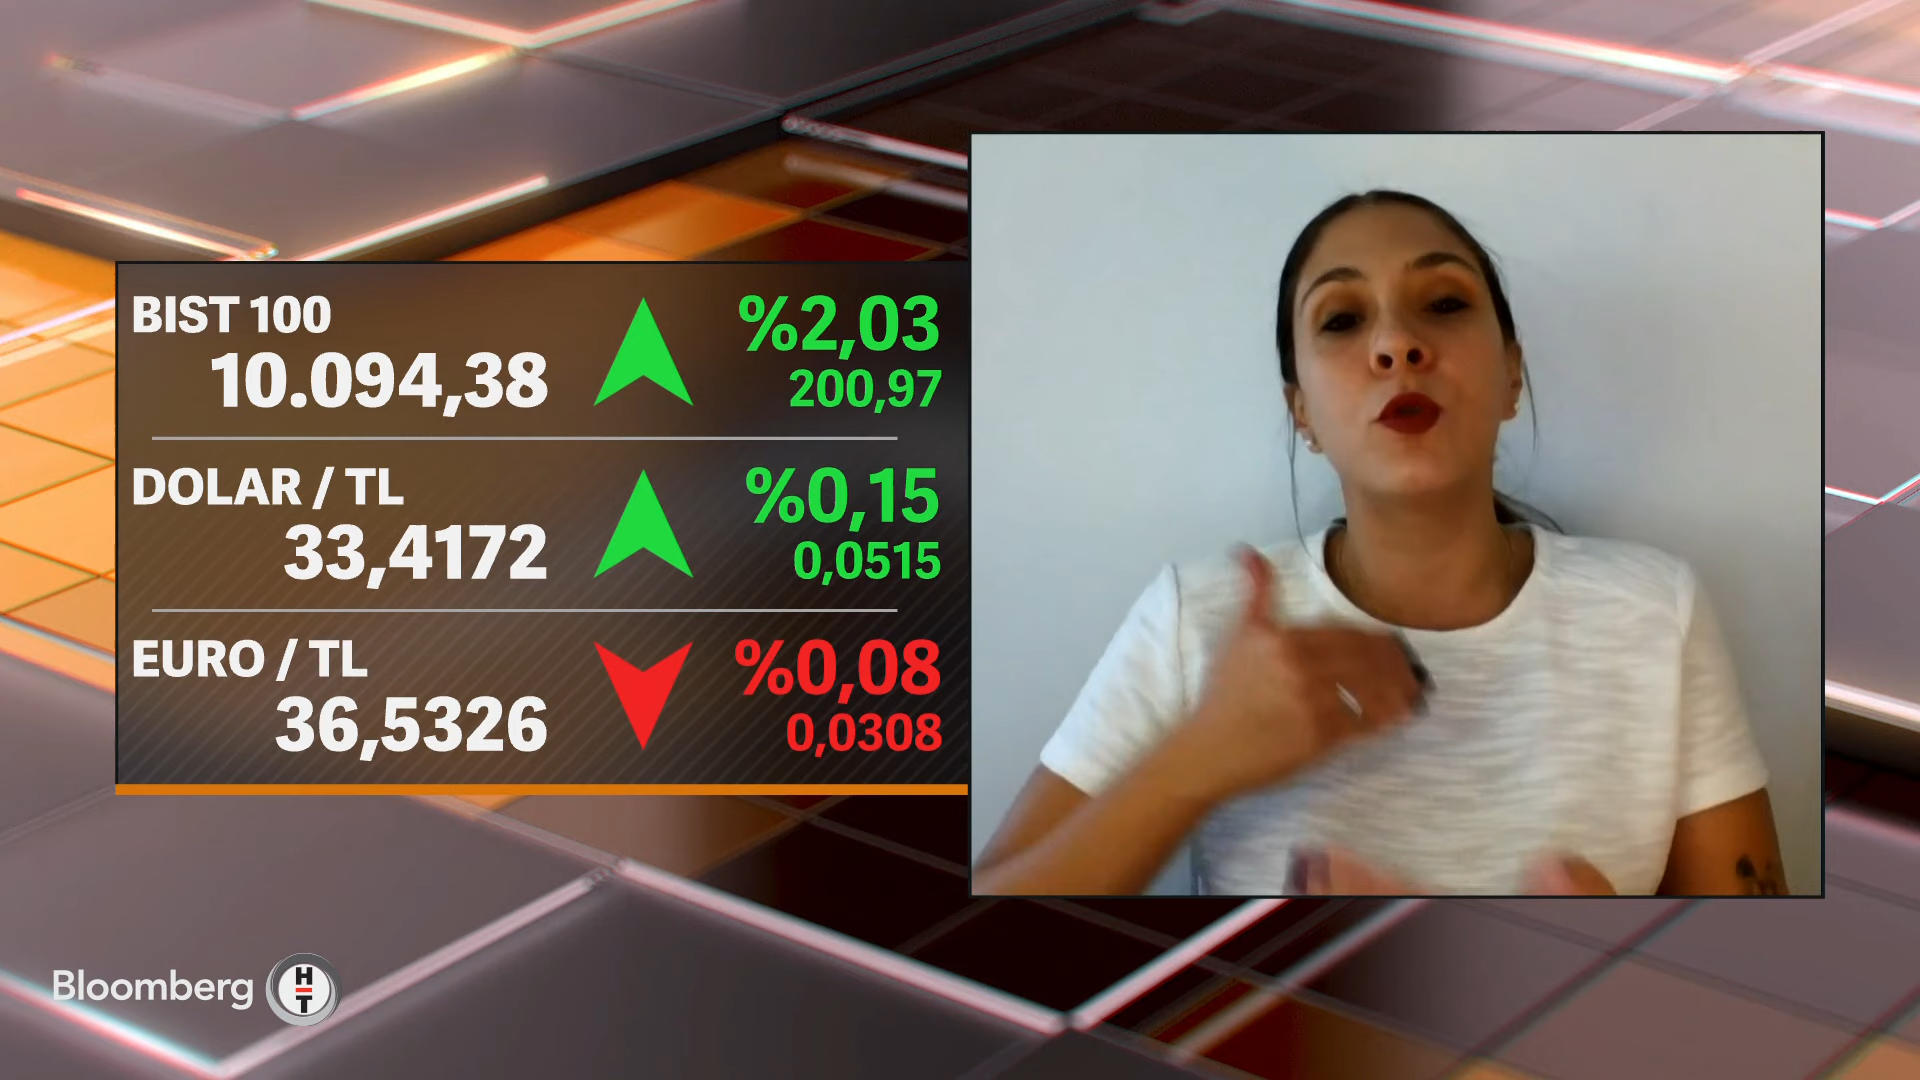 BIST 100
10.094,38
%2,03
200,97
DOLAR / TL
33,4172
%0,15
0,0515
EURO / TL
36,5326
%0,08
0,0308
Bloomberg HT